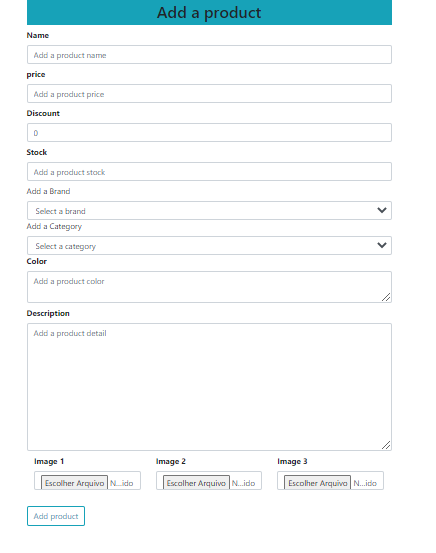 Add a product
Name
Add a product name
price
Add a product price
Discount
0
Stock
Add a product stock
Add a Brand
Select a brand
Add a Category
Select a category
Color
Add a product color
Description
Add a product detail
Image 1 Image 2 Image 3
Escolher Arquivo N...ido Escolher Arquivo N...ido Escolher Arquivo N...ido
Add product